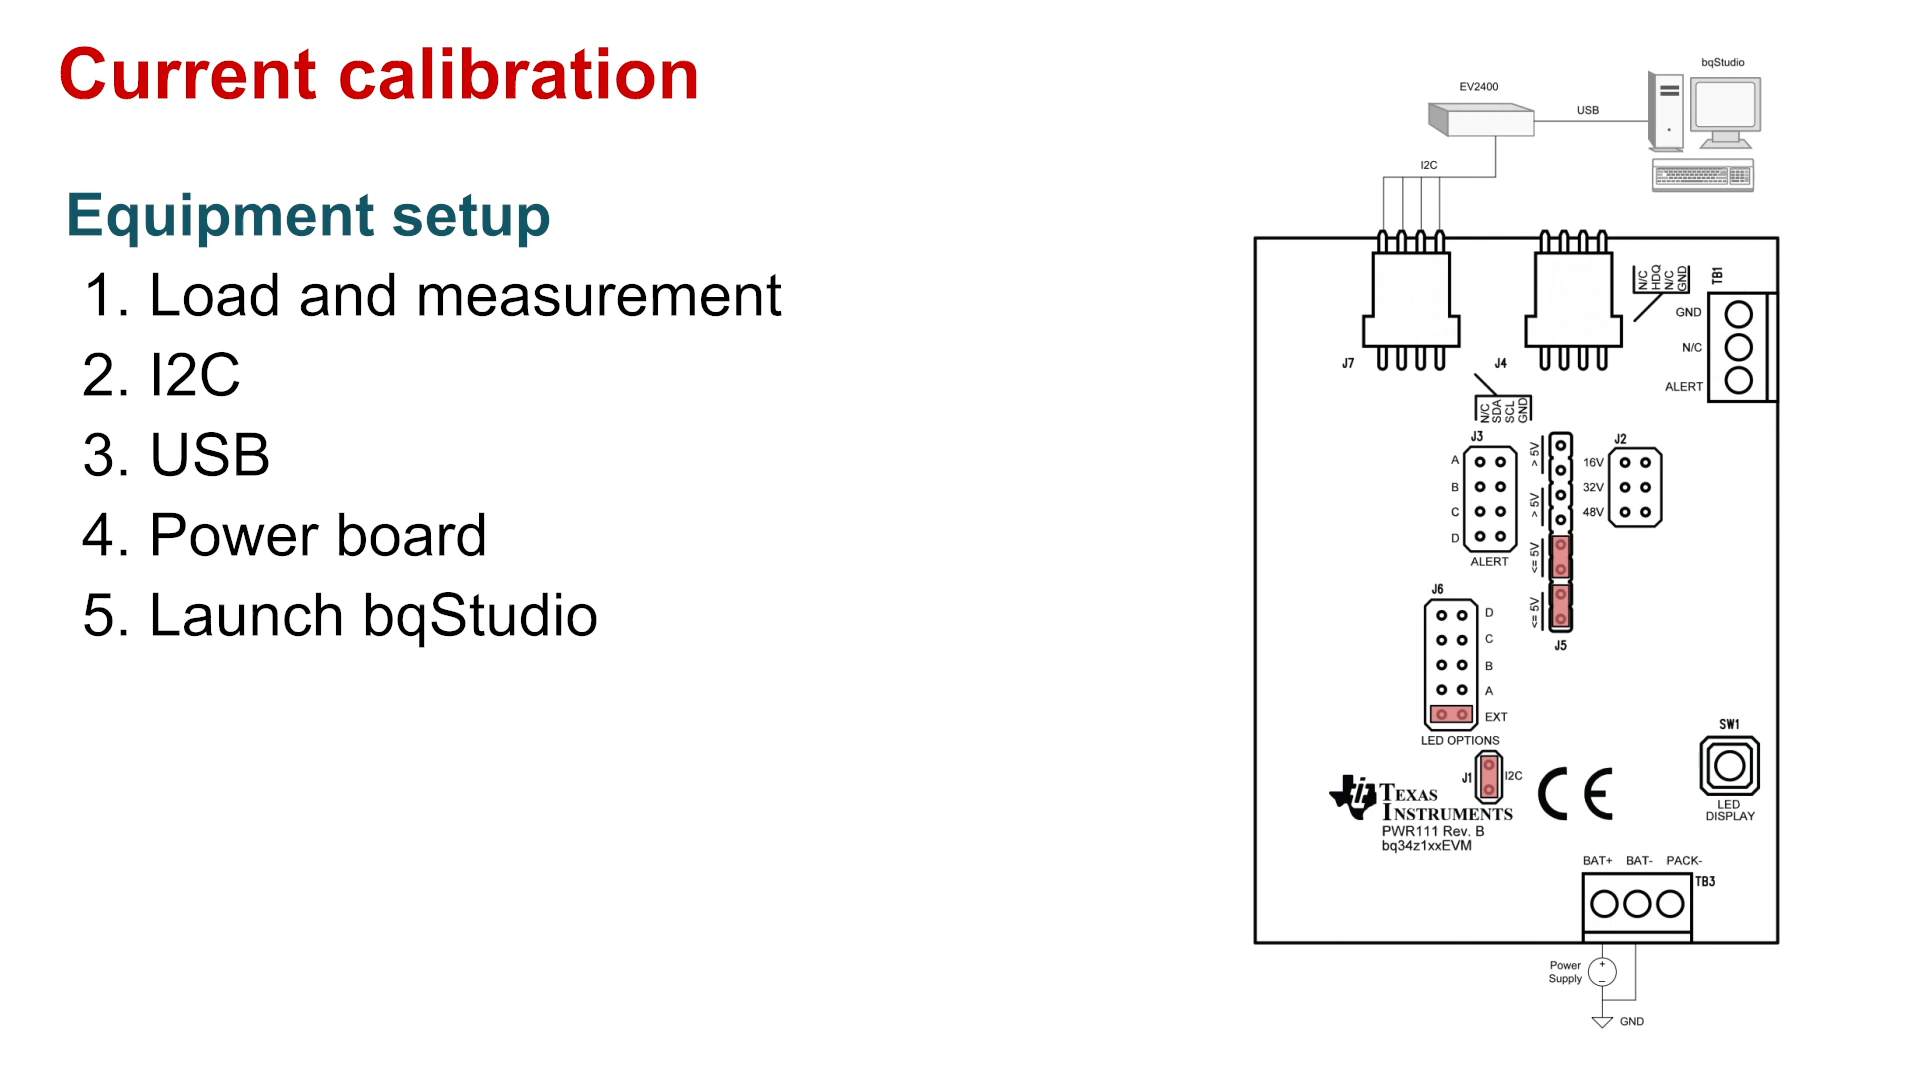 Current calibration
Equipment setup
1. Load and measurement
2. I2C
3. USB
4. Power board
5. Launch bqStudio
bqStudio
EV2400
USB
I2C
N/C
HDQ
N/C
GND
TB1
GND
N/C
ALERT
J7
J4
N/C
SDA
SCL
GND
J3
A
B
C
D
ALERT
> 5V
> 5V
<= 5V
<= 5V
J5
J2
16V
32V
48V
J6
D
C
B
A
EXT
LED OPTIONS
J1
I2C
TEXAS
INSTRUMENTS
PWR111 Rev. B
bq34z1xxEVM
CE
SW1
LED
DISPLAY
BAT+ BAT- PACK-
TB3
Power
Supply
GND